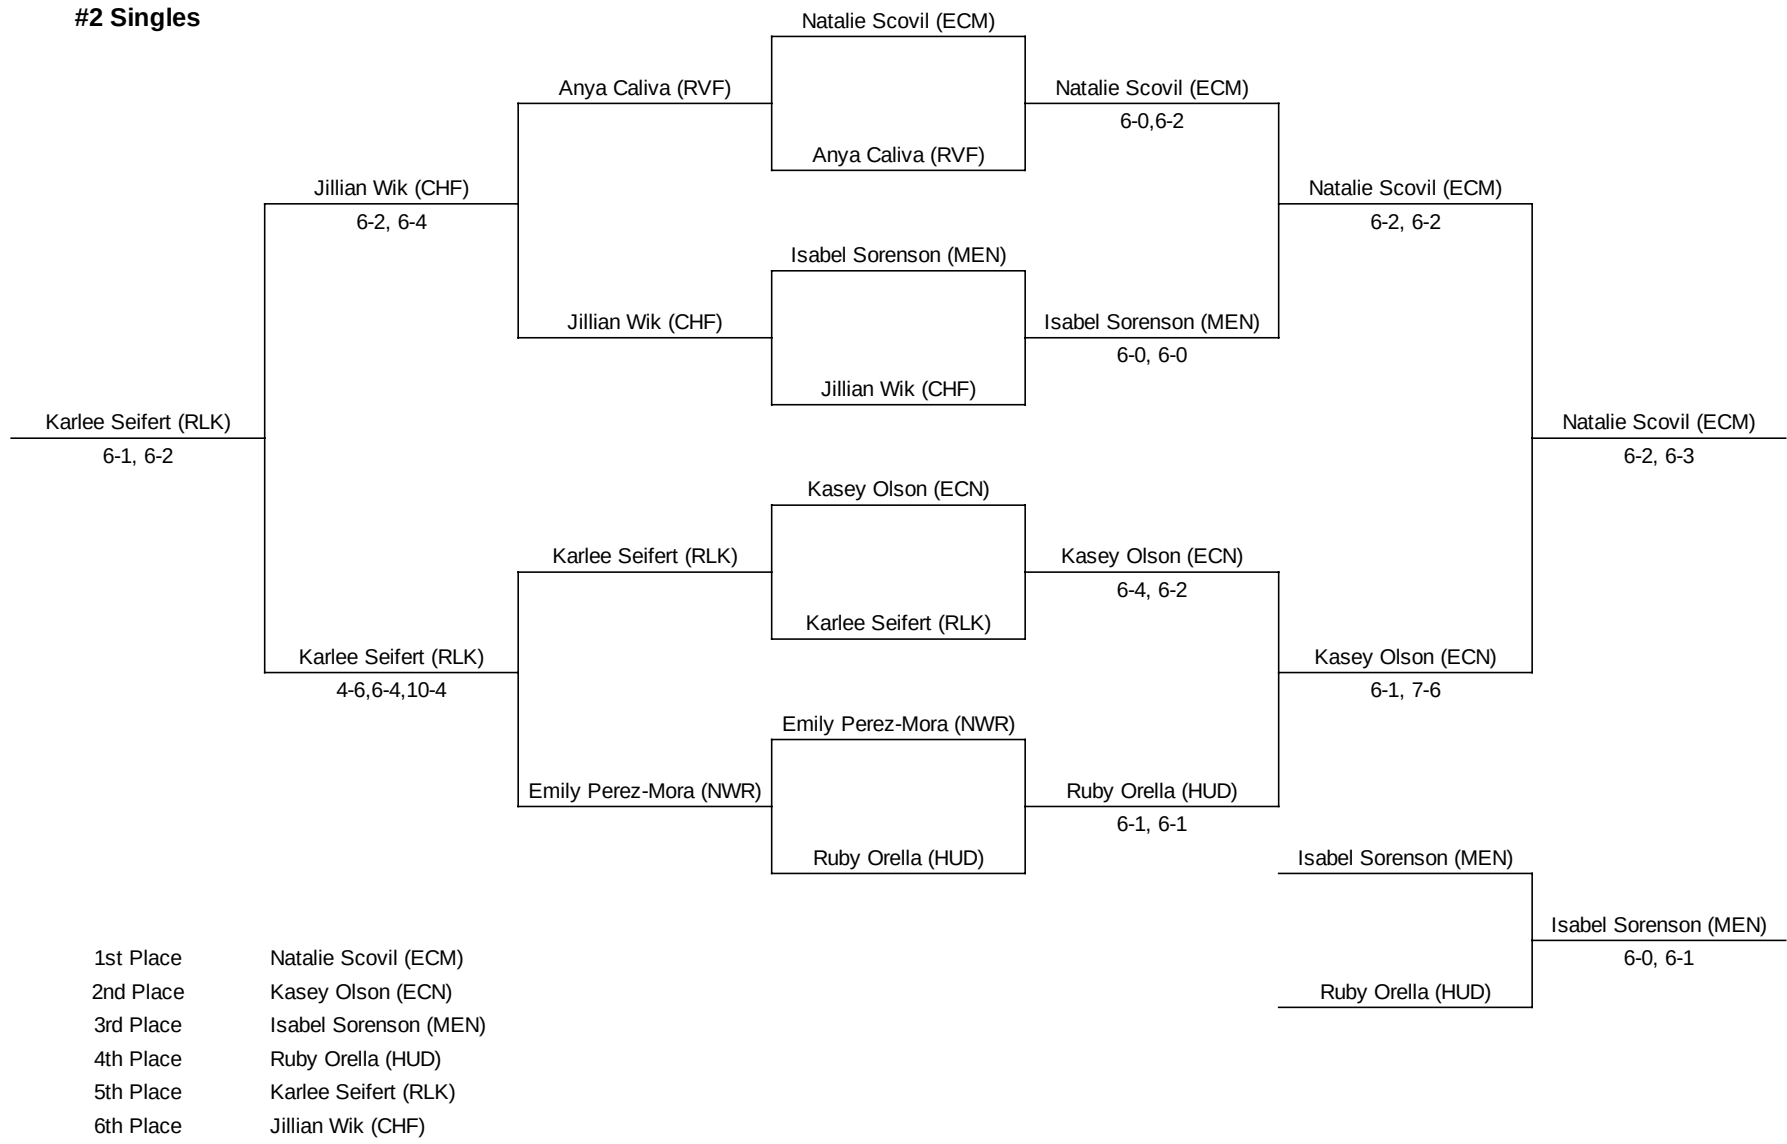 #2 Singles
Natalie Scovil (ECM)
Anya Caliva (RVF)
Natalie Scovil (ECM)
6-0,6-2
Anya Caliva (RVF)
Jillian Wik (CHF)
Natalie Scovil (ECM)
6-2, 6-4
6-2, 6-2
Isabel Sorenson (MEN)
Jillian Wik (CHF)
Isabel Sorenson (MEN)
6-0, 6-0
Jillian Wik (CHF)
Karlee Seifert (RLK)
Natalie Scovil (ECM)
6-1, 6-2
6-2, 6-3
Kasey Olson (ECN)
Karlee Seifert (RLK)
Kasey Olson (ECN)
6-4, 6-2
Karlee Seifert (RLK)
Karlee Seifert (RLK)
Kasey Olson (ECN)
4-6,6-4,10-4
6-1, 7-6
Emily Perez-Mora (NWR)
Emily Perez-Mora (NWR)
Ruby Orella (HUD)
6-1, 6-1
Ruby Orella (HUD)
Isabel Sorenson (MEN)
Isabel Sorenson (MEN)
6-0, 6-1
Ruby Orella (HUD)
1st Place Natalie Scovil (ECM)
2nd Place Kasey Olson (ECN)
3rd Place Isabel Sorenson (MEN)
4th Place Ruby Orella (HUD)
5th Place Karlee Seifert (RLK)
6th Place Jillian Wik (CHF)